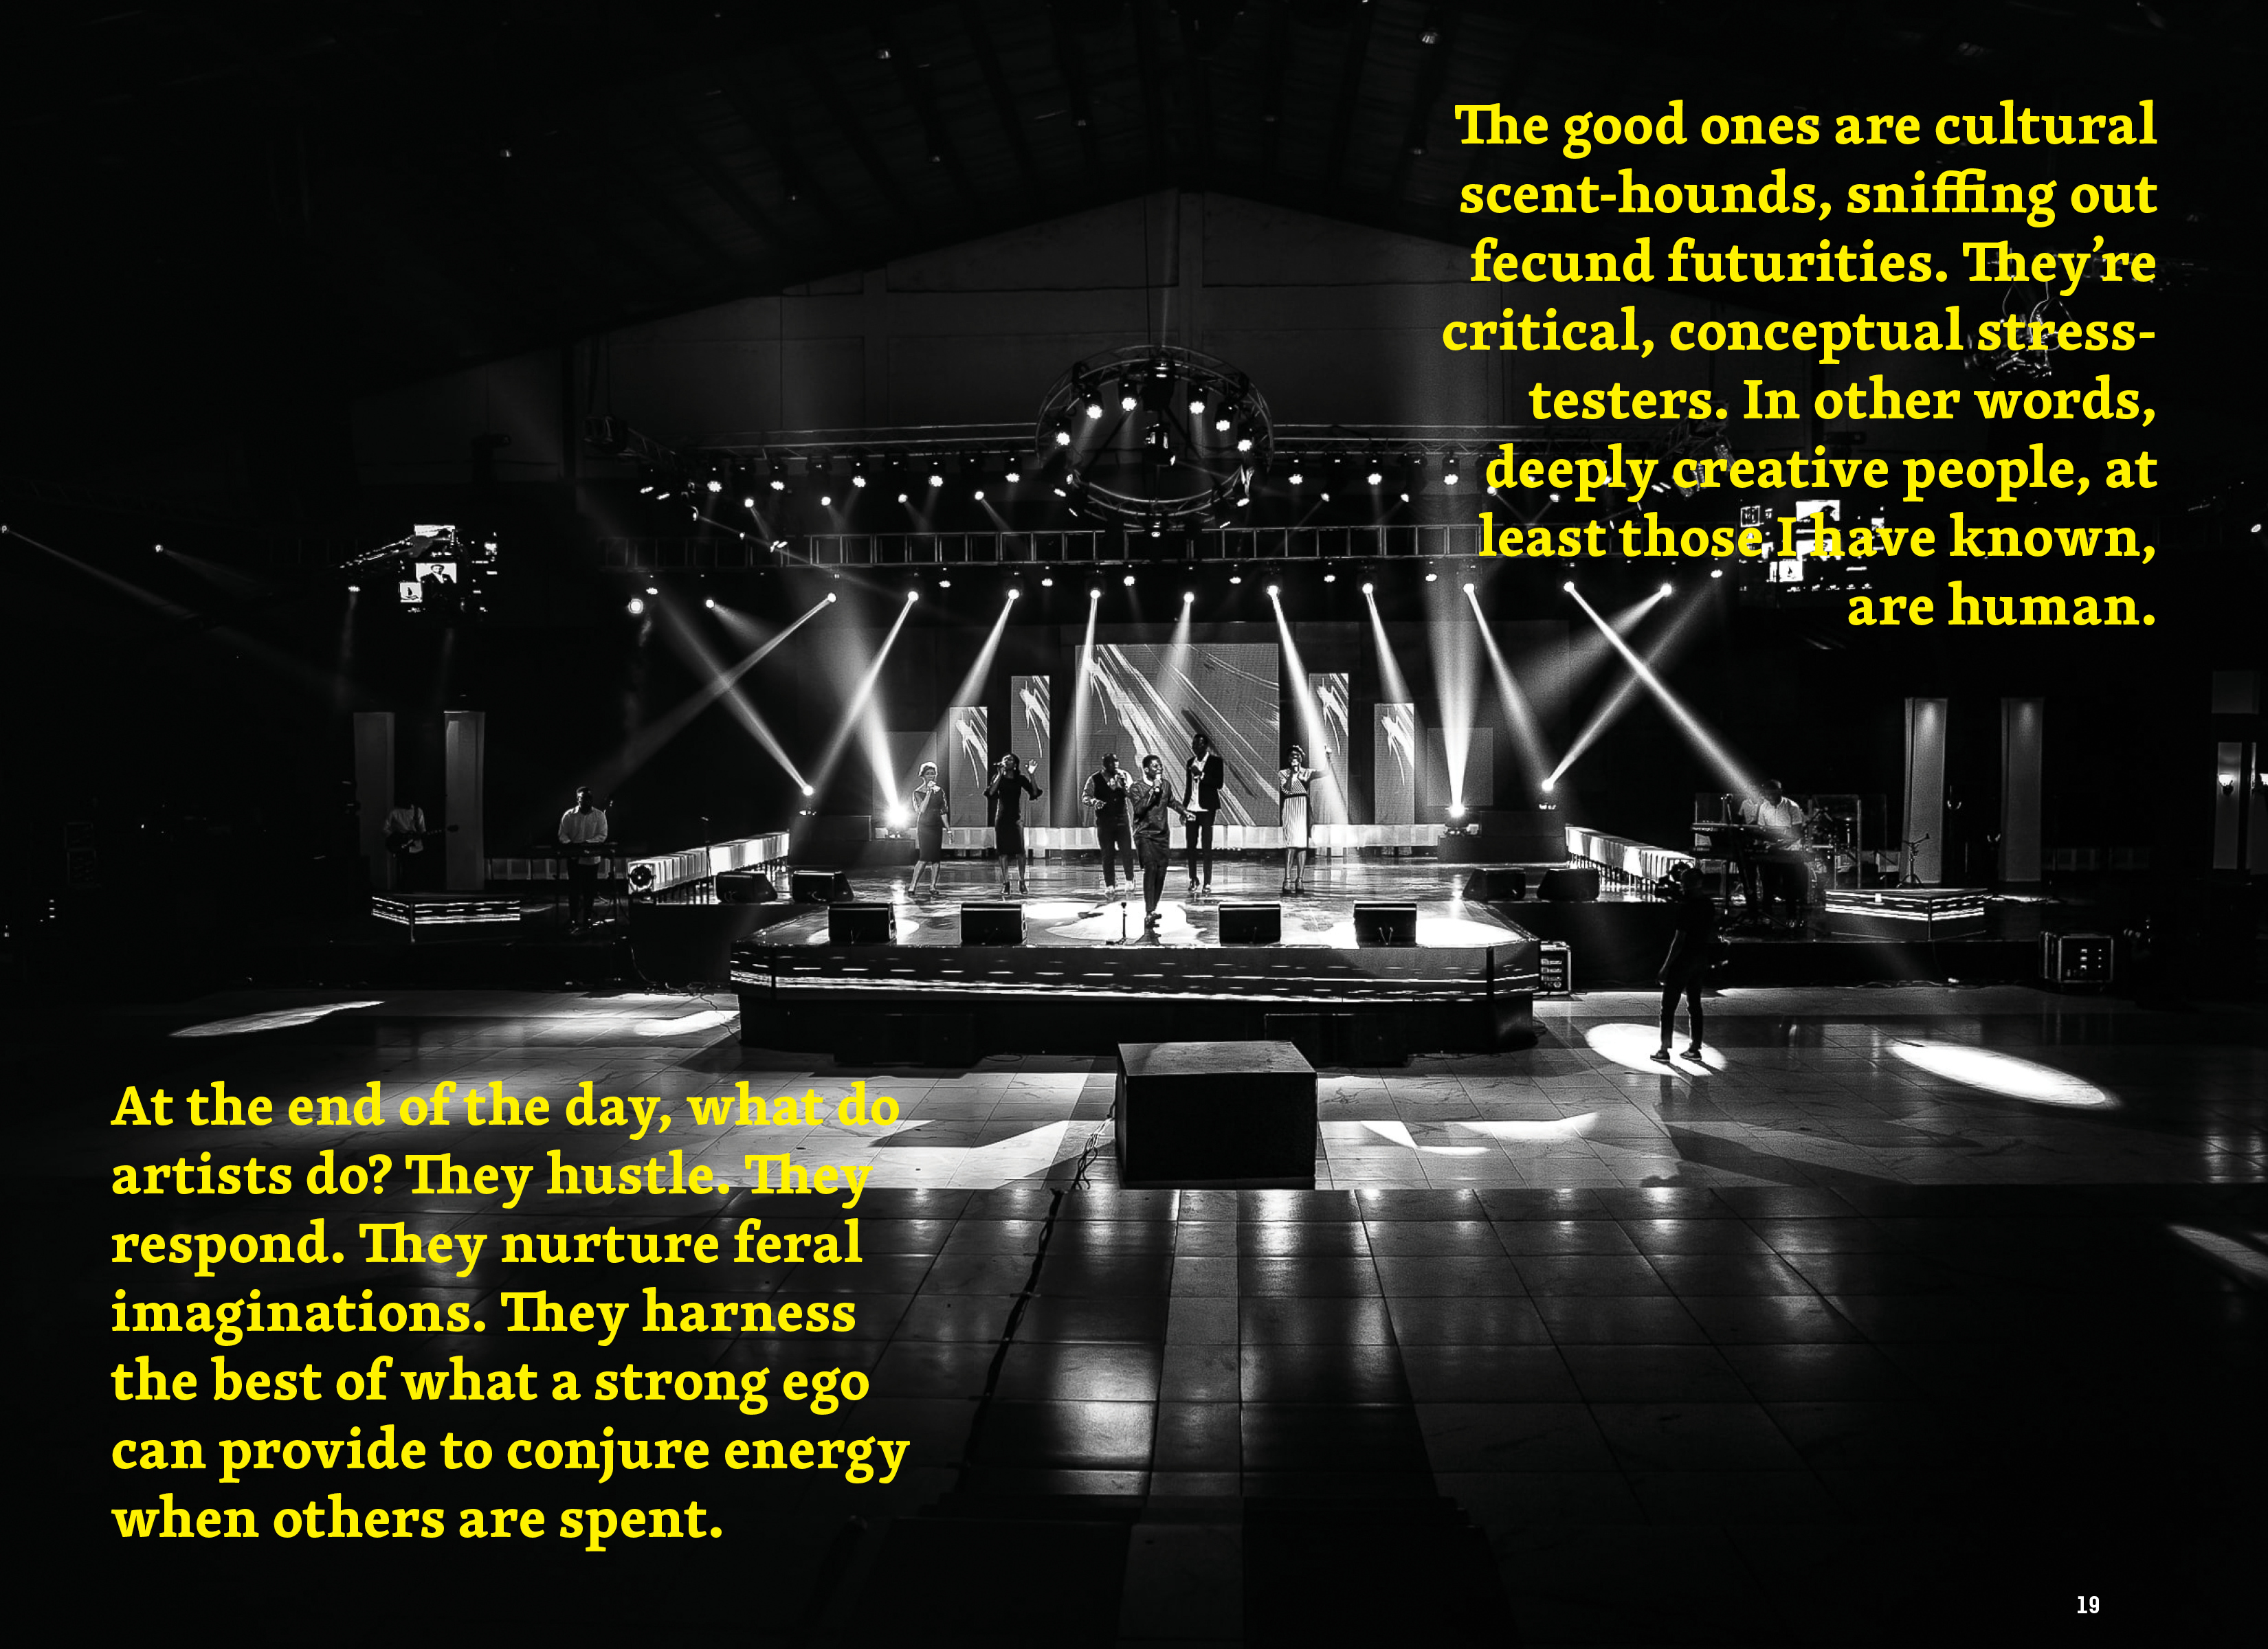 The good ones are cultural
scent-hounds, sniffing out
fecund futurities. They’re
critical, conceptual stress-
testers. In other words,
deeply creative people, at
least those I have known,
are human.
At the end of the day, what do
artists do? They hustle. They
respond. They nurture feral
imaginations. They harness
the best of what a strong ego
can provide to conjure energy
when others are spent.
19